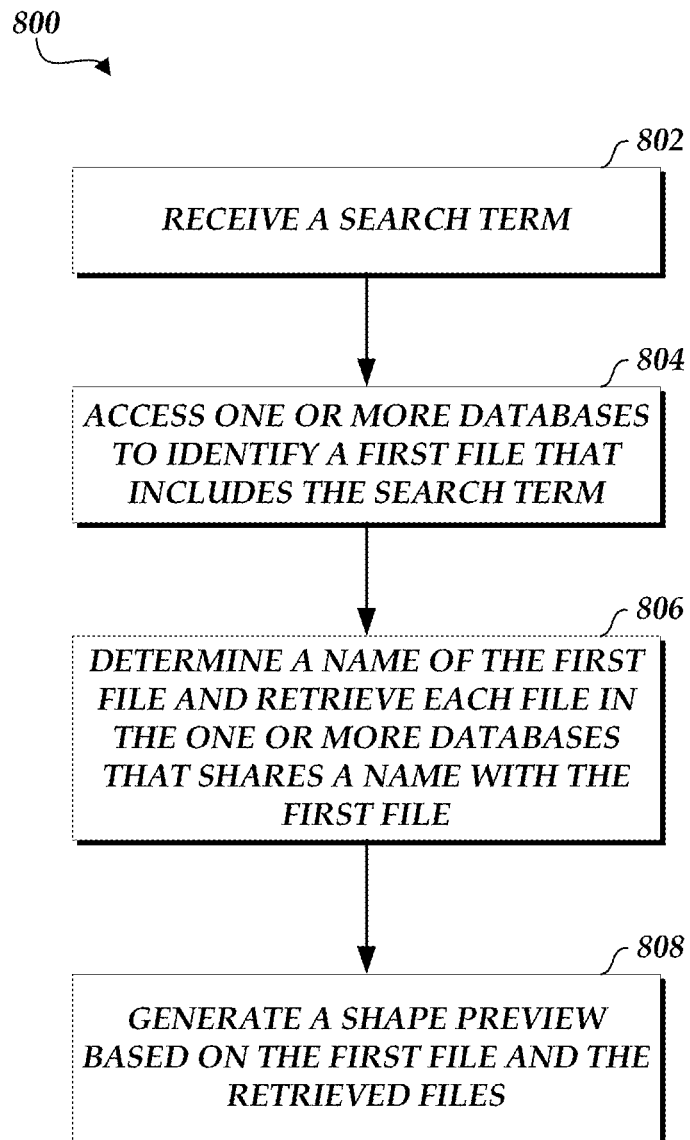 800
802
RECEIVE A SEARCH TERM
804
ACCESS ONE OR MORE DATABASES
TO IDENTIFY A FIRST FILE THAT
INCLUDES THE SEARCH TERM
806
DETERMINE A NAME OF THE FIRST
FILE AND RETRIEVE EACH FILE IN
THE ONE OR MORE DATABASES
THAT SHARES A NAME WITH THE
FIRST FILE
808
GENERATE A SHAPE PREVIEW
BASED ON THE FIRST FILE AND THE
RETRIEVED FILES